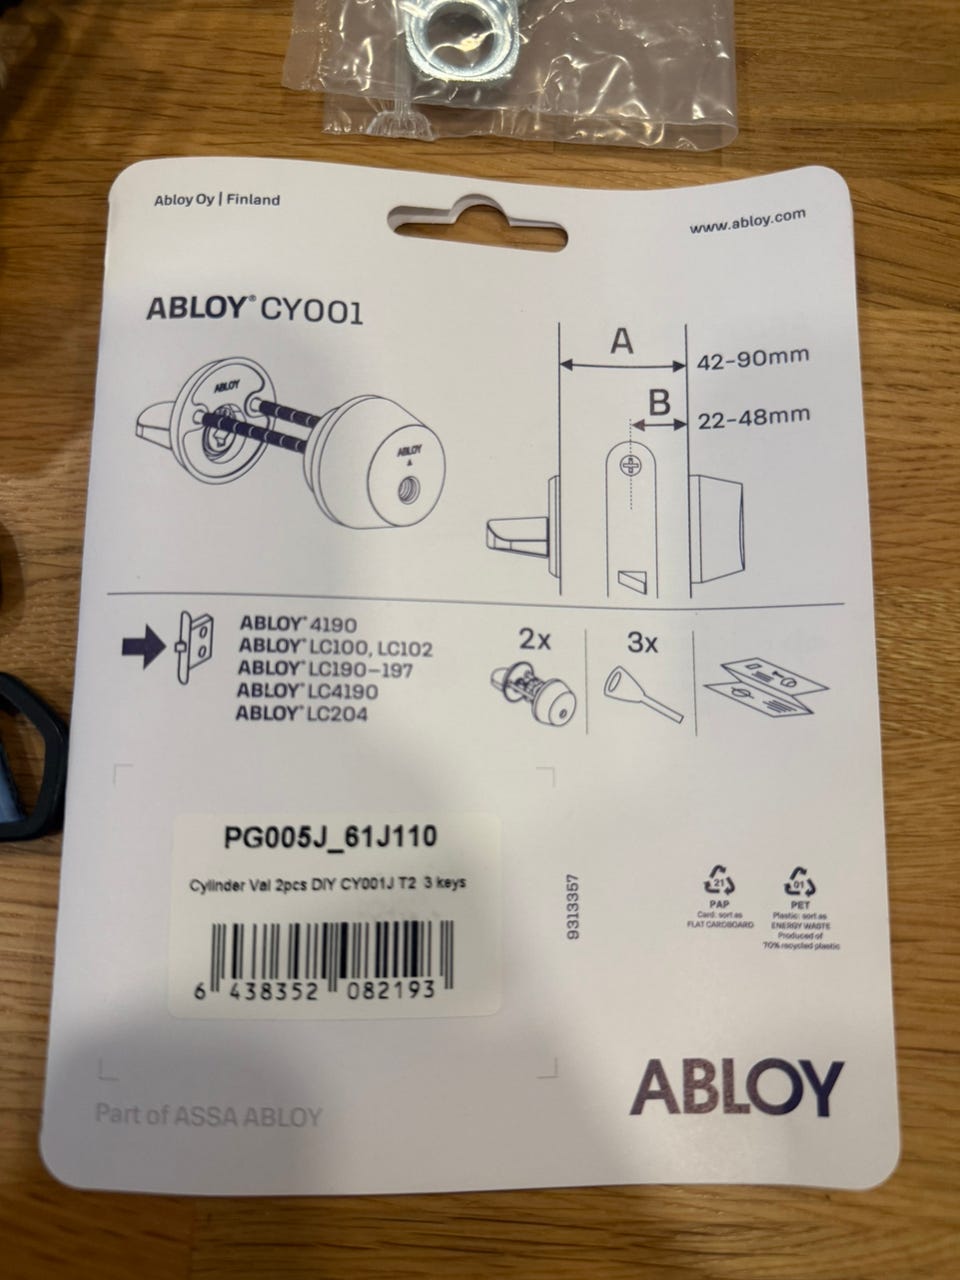 Abloy Oy | Finland
www.abloy.com
ABLOY® CY001
ABLOY
ABLOY
A
42-90mm
B
22-48mm
ABLOY® 4190
ABLOY® LC100, LC102
ABLOY® LC190-197
ABLOY® LC4190
ABLOY® LC204
2x
3x
PG005J_61J110
Cylinder Val 2pcs DIY CY001J T2 3 keys
6 438352 082193
9313357
21
PAP
Card: sort as
FLAT CARDBOARD
01
PET
Plastic: sort as
ENERGY WASTE
Produced of
70% recycled plastic
Part of ASSA ABLOY
ABLOY